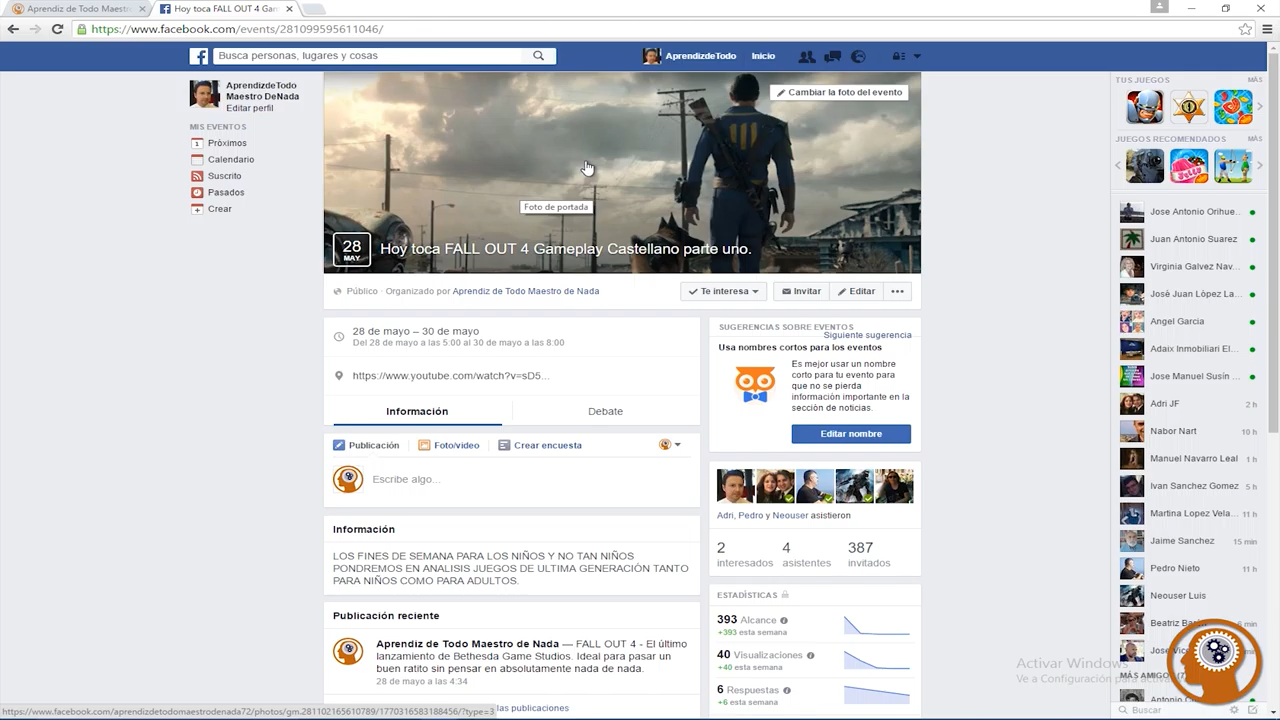 Aprendiz de Todo Maestr
Hoy toca FALL OUT 4 Gam
https://www.facebook.com/events/281099595611046/
Busca personas, lugares y cosas
AprendizdeTodo
Inicio
AprendizdeTodo
Maestro DeNada
Editar perfil
MIS EVENTOS
Próximos
Calendario
Suscrito
Pasados
Crear
Cambiar la foto del evento
Foto de portada
28
MAY
Hoy toca FALL OUT 4 Gameplay Castellano parte uno.
Público · Organizado por Aprendiz de Todo Maestro de Nada
Te interesa
Invitar
Editar
28 de mayo – 30 de mayo
Del 28 de mayo a las 5:00 al 30 de mayo a las 8:00
https://www.youtube.com/watch?v=sD5...
Información
Debate
Publicación
Foto/vídeo
Crear encuesta
Escribe algo...
Información
LOS FINES DE SEMANA PARA LOS NIÑOS Y NO TAN NIÑOS
PONDREMOS EN ANALISIS JUEGOS DE ULTIMA GENERACIÓN TANTO
PARA NIÑOS COMO PARA ADULTOS.
Publicación reciente
Aprendiz de Todo Maestro de Nada — FALL OUT 4 - El último
lanzamiento de Bethesda Game Studios. Ideal para pasar un
buen ratito sin pensar en absolutamente nada de nada.
28 de mayo a las 4:34
las publicaciones
https://www.facebook.com/aprendizdetodomaestrodenada72/photos/gm.281102165610789/1770316583188456/?type=3
SUGERENCIAS SOBRE EVENTOS
Siguiente sugerencia
Usa nombres cortos para los eventos
Es mejor usar un nombre
corto para tu evento para
que no se pierda
información importante en la
sección de noticias.
Editar nombre
Adri, Pedro y Neouser asistieron
2
interesados
4
asistentes
387
invitados
ESTADÍSTICAS
393 Alcance
+393 esta semana
40 Visualizaciones
+40 esta semana
6 Respuestas
+6 esta semana
TUS JUEGOS
MÁS
JUEGOS RECOMENDADOS
MÁS
Jose Antonio Orihue...
Juan Antonio Suarez
Virginia Galvez Nav...
José Juan López La...
Angel Garcia
Adaix Inmobiliari El...
Jose Manuel Susín ...
Adri JF
2 h
Nabor Nart
10 h
Manuel Navarro Leal
1 h
Ivan Sanchez Gomez
5 h
Martina Lopez Vela...
11 h
Jaime Sanchez
15 min
Pedro Nieto
11 h
Neouser Luis
Beatriz
min
Activar Windows
Ve a Configuración para
MÁS AMIG
Antonio
Buscar